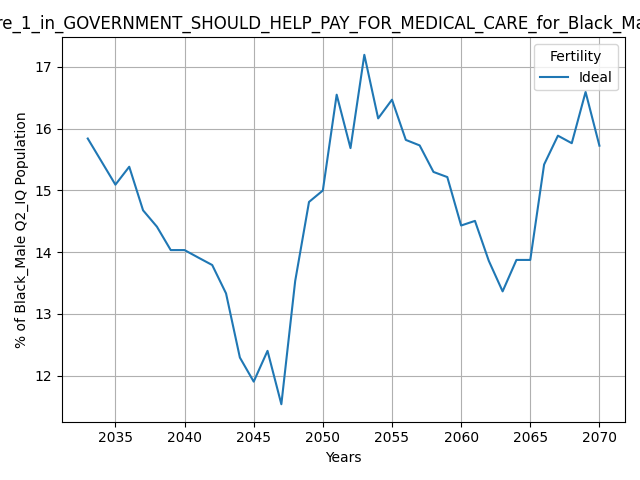 re_1_in_GOVERNMENT_SHOULD_HELP_PAY_FOR_MEDICAL_CARE_for_Black_Ma
Fertility
Ideal
% of Black_Male Q2_IQ Population
17
16
15
14
13
12
2035 2040 2045 2050 2055 2060 2065 2070
Years